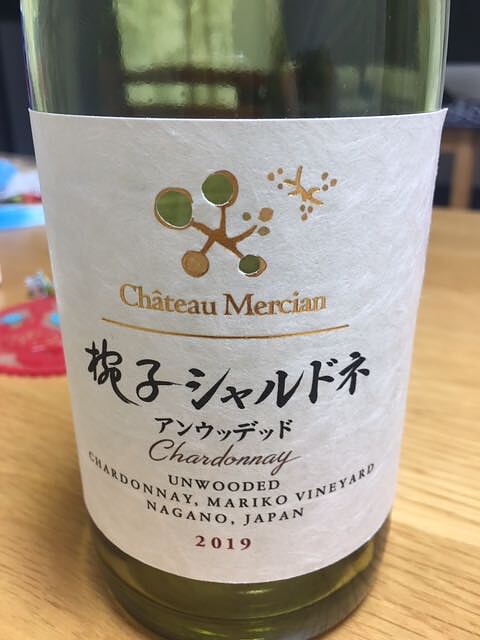 Château Mercian
椀子シャルドネ
アンウッデッド
Chardonnay
UNWOODED
CHARDONNAY, MARIKO VINEYARD
NAGANO, JAPAN
2019